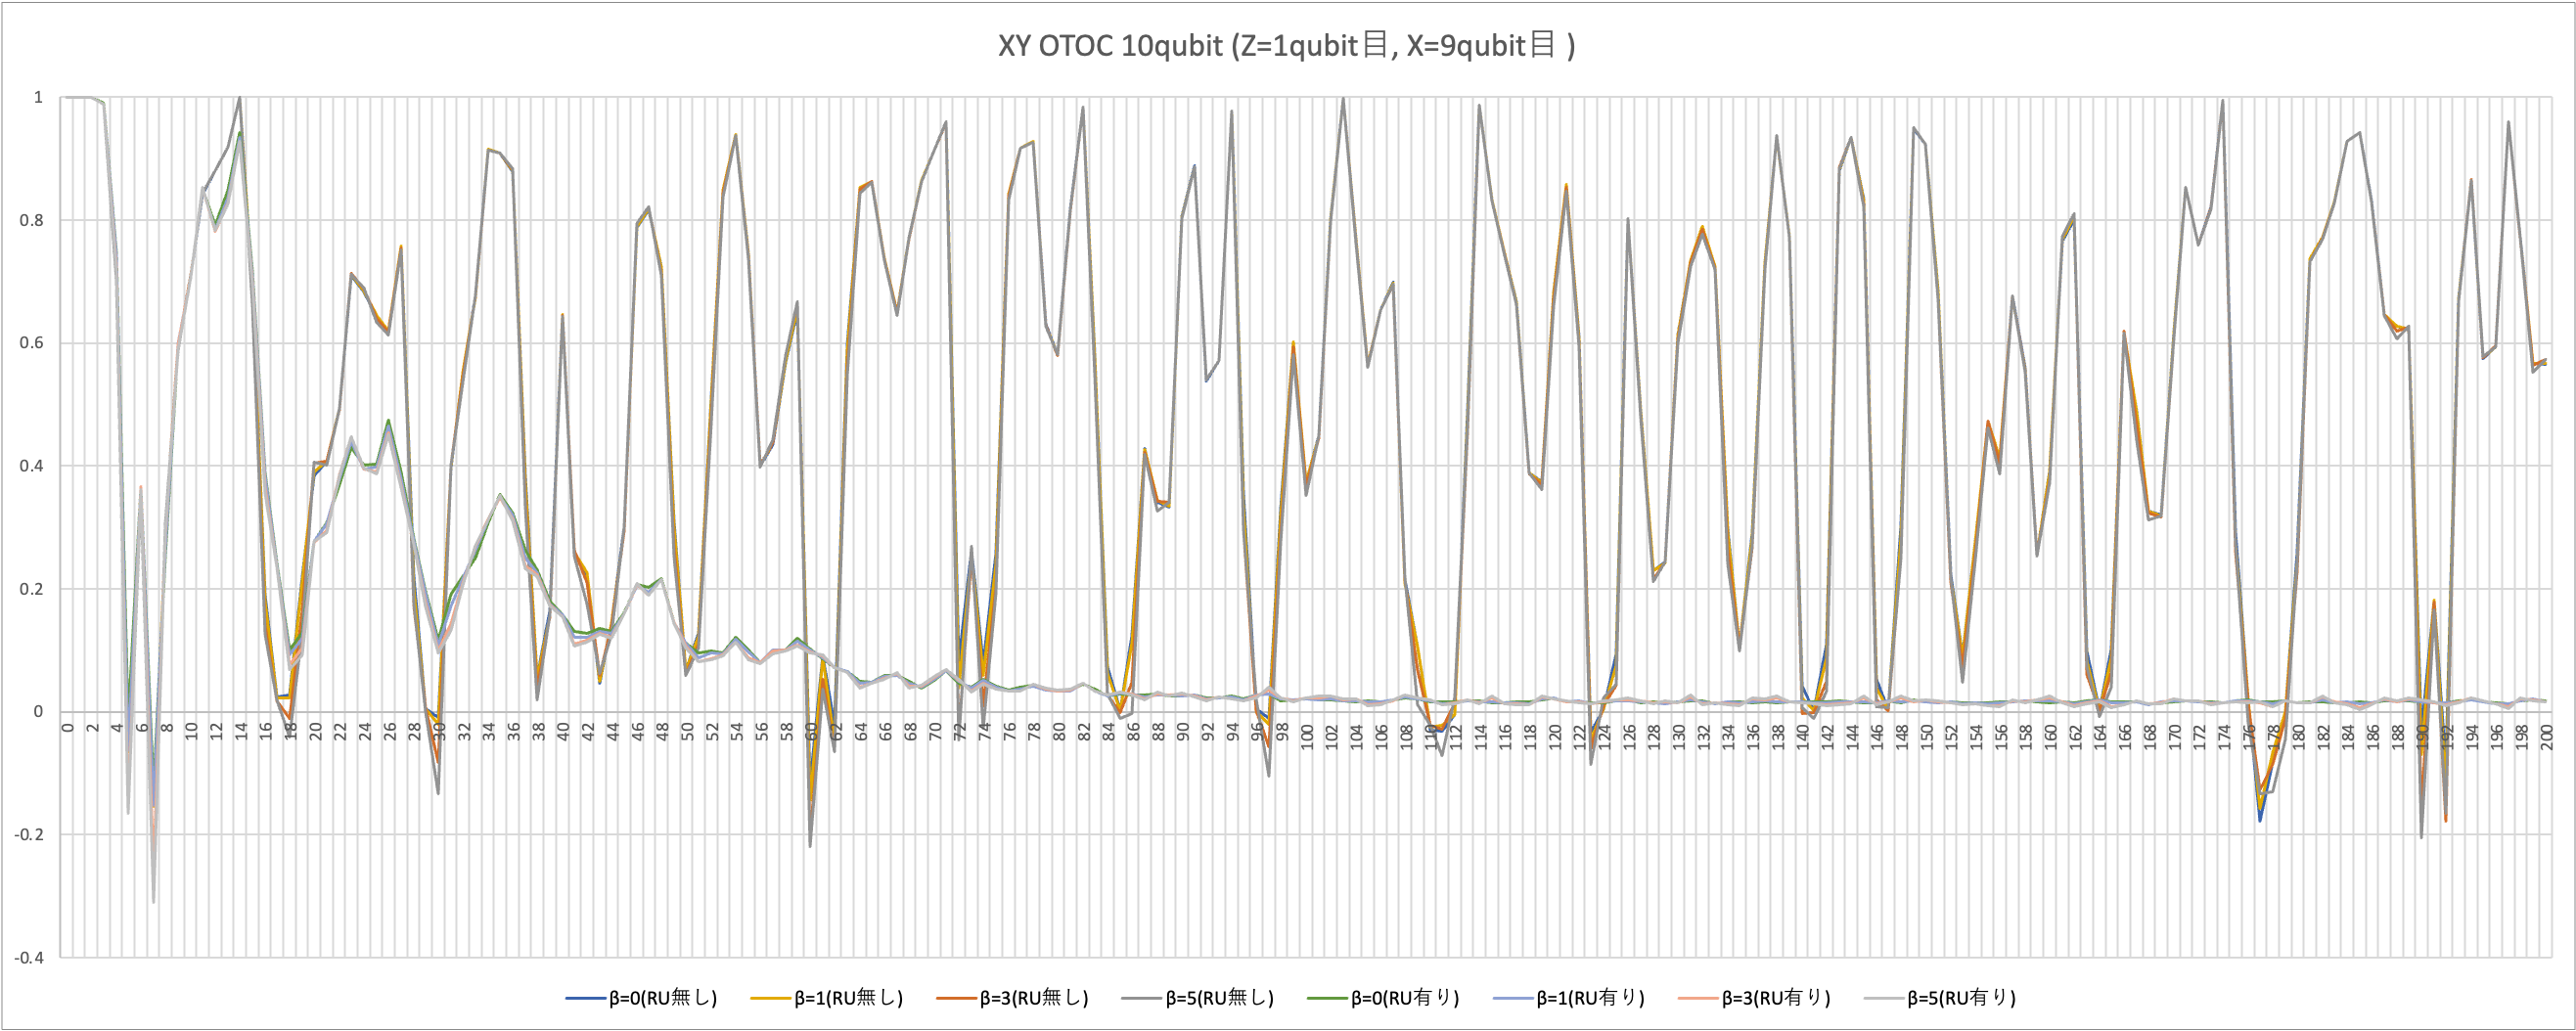 XY OTOC 10qubit (Z=1qubit目, X=9qubit目 )
1
0.8
0.6
0.4
0.2
0
-0.2
-0.4
0 2 4 6 8 10 12 14 16 18 20 22 24 26 28 30 32 34 36 38 40 42 44 46 48 50 52 54 56 58 60 62 64 66 68 70 72 74 76 78 80 82 84 86 88 90 92 94 96 98 100 102 104 106 108 110 112 114 116 118 120 122 124 126 128 130 132 134 136 138 140 142 144 146 148 150 152 154 156 158 160 162 164 166 168 170 172 174 176 178 180 182 184 186 188 190 192 194 196 198 200
β=0(RU無し) β=1(RU無し) β=3(RU無し) β=5(RU無し) β=0(RU有り) β=1(RU有り) β=3(RU有り) β=5(RU有り)